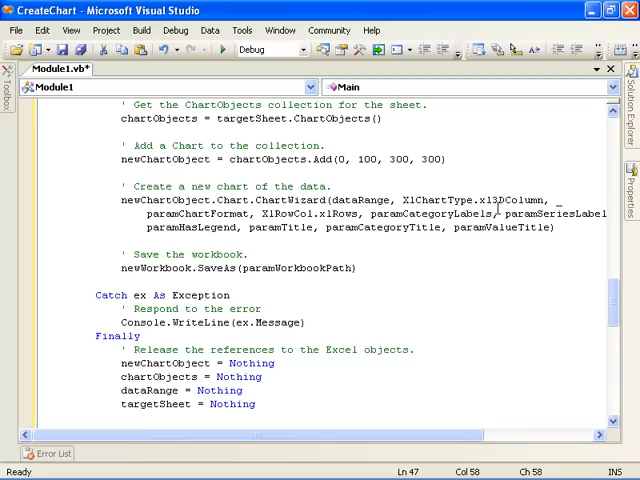 CreateChart - Microsoft Visual Studio
File Edit View Project Build Debug Data Tools Window Community Help
Debug
Module1.vb*
Module1 Main
' Get the ChartObjects collection for the sheet.
chartObjects = targetSheet.ChartObjects()
' Add a Chart to the collection.
newChartObject = chartObjects.Add(0, 100, 300, 300)
' Create a new chart of the data.
newChartObject.Chart.ChartWizard(dataRange, XlChartType.xl3DColumn, _
paramChartFormat, XlRowCol.xlRows, paramCategoryLabels, paramSeriesLabel
paramHasLegend, paramTitle, paramCategoryTitle, paramValueTitle)
' Save the workbook.
newWorkbook.SaveAs(paramWorkbookPath)
Catch ex As Exception
' Respond to the error
Console.WriteLine(ex.Message)
Finally
' Release the references to the Excel objects.
newChartObject = Nothing
chartObjects = Nothing
dataRange = Nothing
targetSheet = Nothing
Toolbox
Solution Explorer
Properties
Error List
Ready Ln 47 Col 58 Ch 58 INS